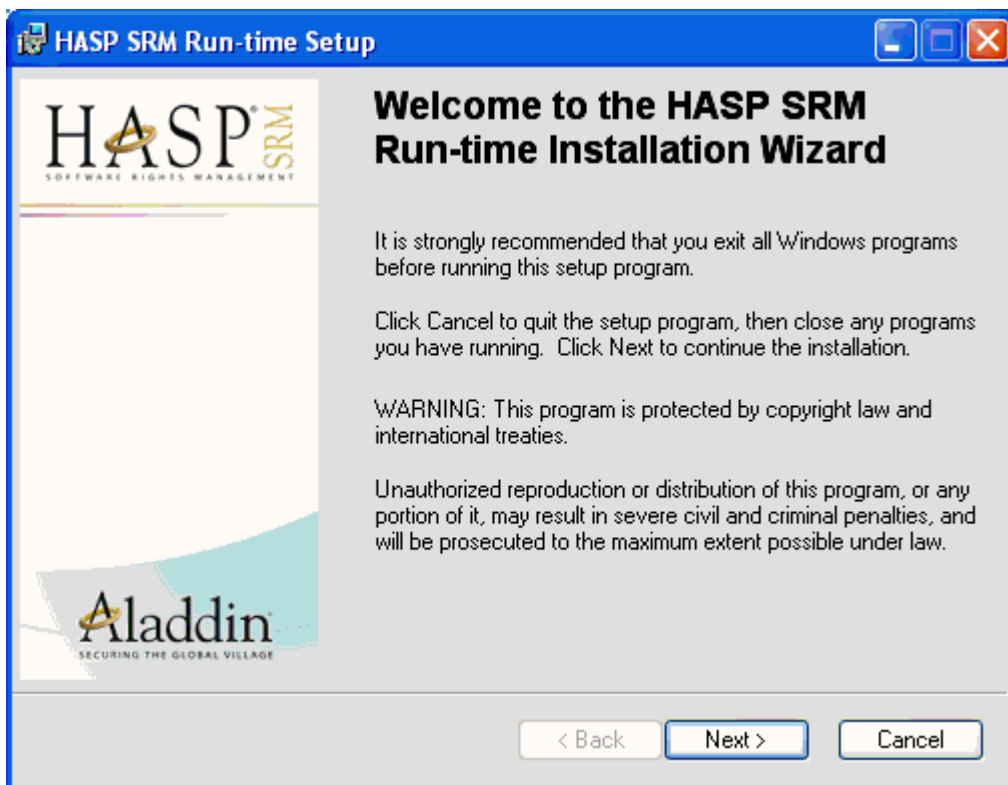 HASP SRM Run-time Setup
HASP SRM
SOFTWARE RIGHTS MANAGEMENT
Welcome to the HASP SRM
Run-time Installation Wizard
It is strongly recommended that you exit all Windows programs
before running this setup program.
Click Cancel to quit the setup program, then close any programs
you have running.  Click Next to continue the installation.
WARNING: This program is protected by copyright law and
international treaties.
Unauthorized reproduction or distribution of this program, or any
portion of it, may result in severe civil and criminal penalties, and
will be prosecuted to the maximum extent possible under law.
Aladdin
SECURING THE GLOBAL VILLAGE
< Back
Next >
Cancel